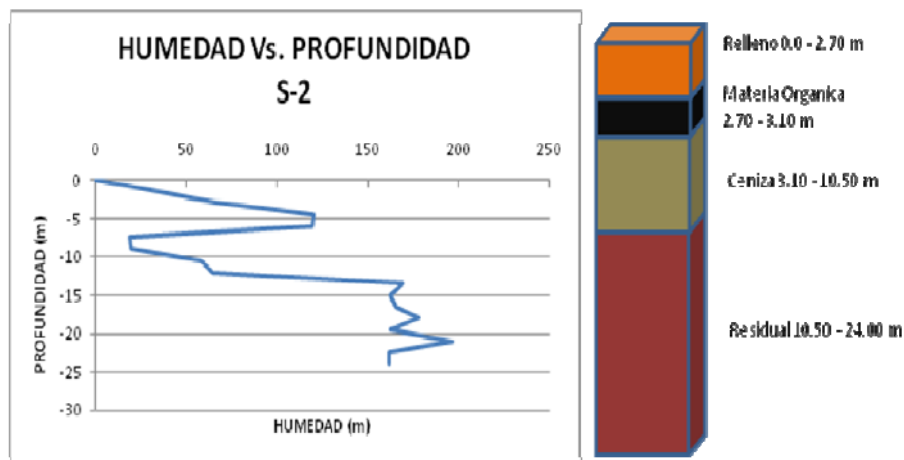 HUMEDAD Vs. PROFUNDIDAD
S-2
0 50 100 150 200 250
0
-5
-10
-15
-20
-25
-30
PROFUNDIDAD (m)
HUMEDAD (m)
Relleno 0.0 - 2.70 m
Materia Organica
2.70 - 3.10 m
Ceniza 3.10 - 10.50 m
Residual 10.50 - 24.00 m